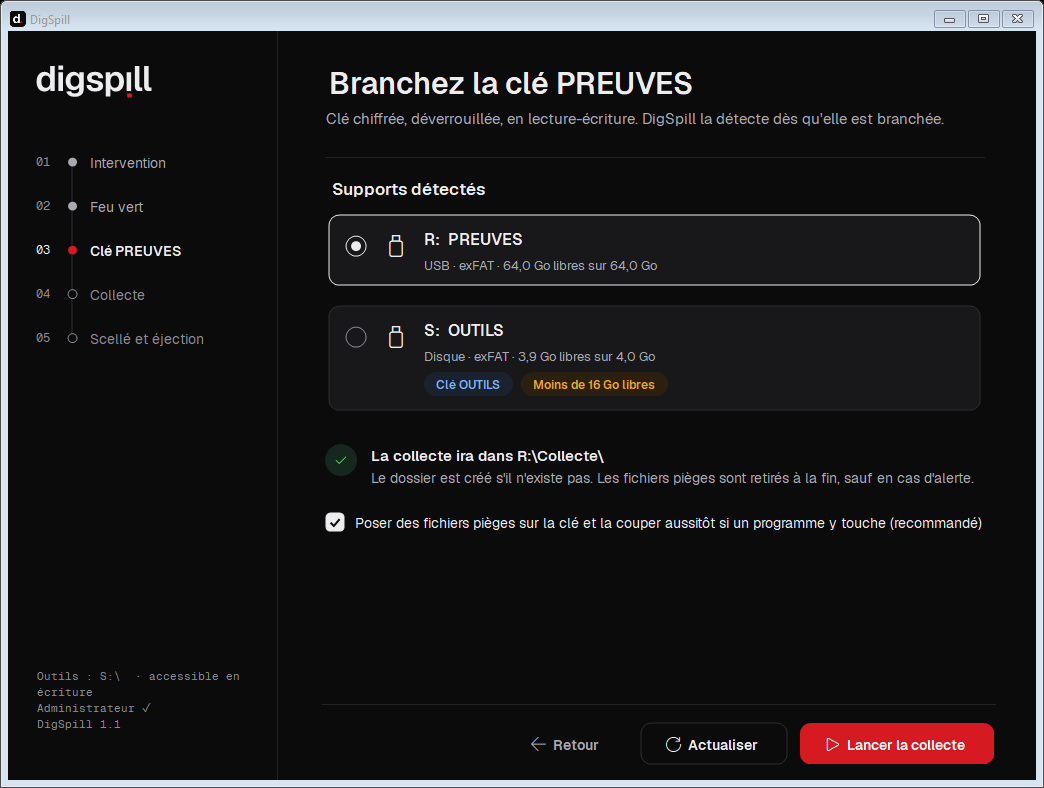 DigSpill
digspill
01 Intervention
02 Feu vert
03 Clé PREUVES
04 Collecte
05 Scellé et éjection
Outils : S:\ · accessible en
écriture
Administrateur ✓
DigSpill 1.1
Branchez la clé PREUVES
Clé chiffrée, déverrouillée, en lecture-écriture. DigSpill la détecte dès qu'elle est branchée.
Supports détectés
R: PREUVES
USB · exFAT · 64,0 Go libres sur 64,0 Go
S: OUTILS
Disque · exFAT · 3,9 Go libres sur 4,0 Go
Clé OUTILS Moins de 16 Go libres
La collecte ira dans R:\Collecte\
Le dossier est créé s'il n'existe pas. Les fichiers pièges sont retirés à la fin, sauf en cas d'alerte.
Poser des fichiers pièges sur la clé et la couper aussitôt si un programme y touche (recommandé)
Retour Actualiser Lancer la collecte